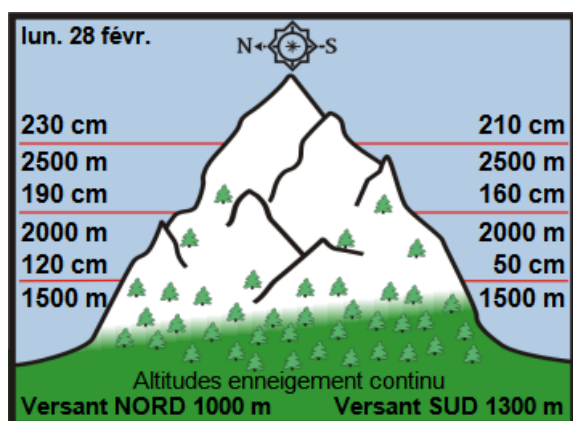 lun. 28 févr.
N S
230 cm 210 cm
2500 m 2500 m
190 cm 160 cm
2000 m 2000 m
120 cm 50 cm
1500 m 1500 m
Altitudes enneigement continu
Versant NORD 1000 m Versant SUD 1300 m